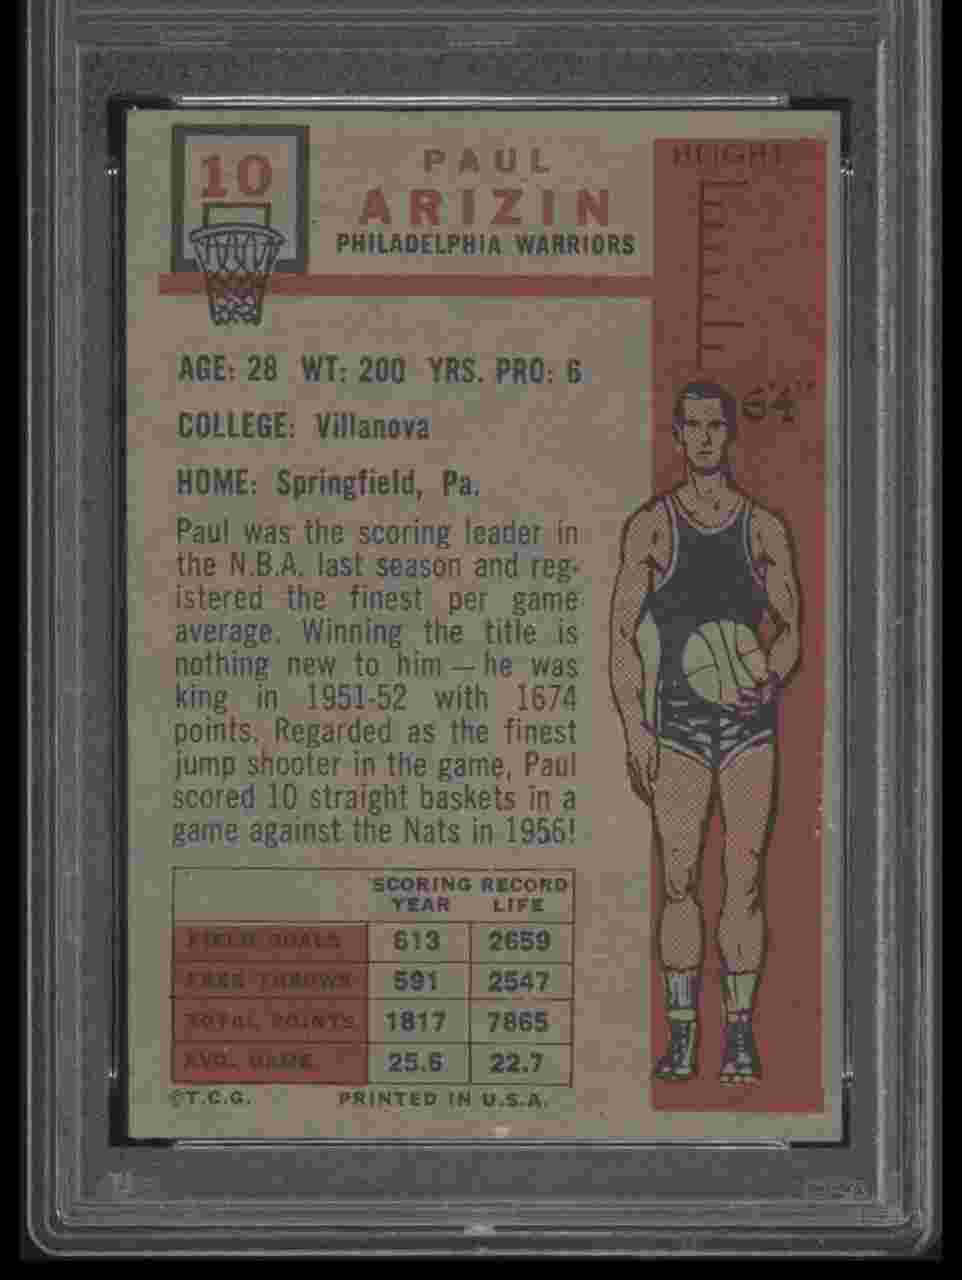 10
PAUL
ARIZIN
PHILADELPHIA WARRIORS
HEIGHT
6'4"
AGE: 28 WT: 200 YRS. PRO: 6
COLLEGE: Villanova
HOME: Springfield, Pa.
Paul was the scoring leader in
the N.B.A. last season and reg-
istered the finest per game
average. Winning the title is
nothing new to him — he was
king in 1951-52 with 1674
points. Regarded as the finest
jump shooter in the game, Paul
scored 10 straight baskets in a
game against the Nats in 1956!
SCORING RECORD
YEAR LIFE
FIELD GOALS 613 2659
FREE THROWS 591 2547
TOTAL POINTS 1817 7865
AVG. GAME 25.6 22.7
©T.C.G. PRINTED IN U.S.A.